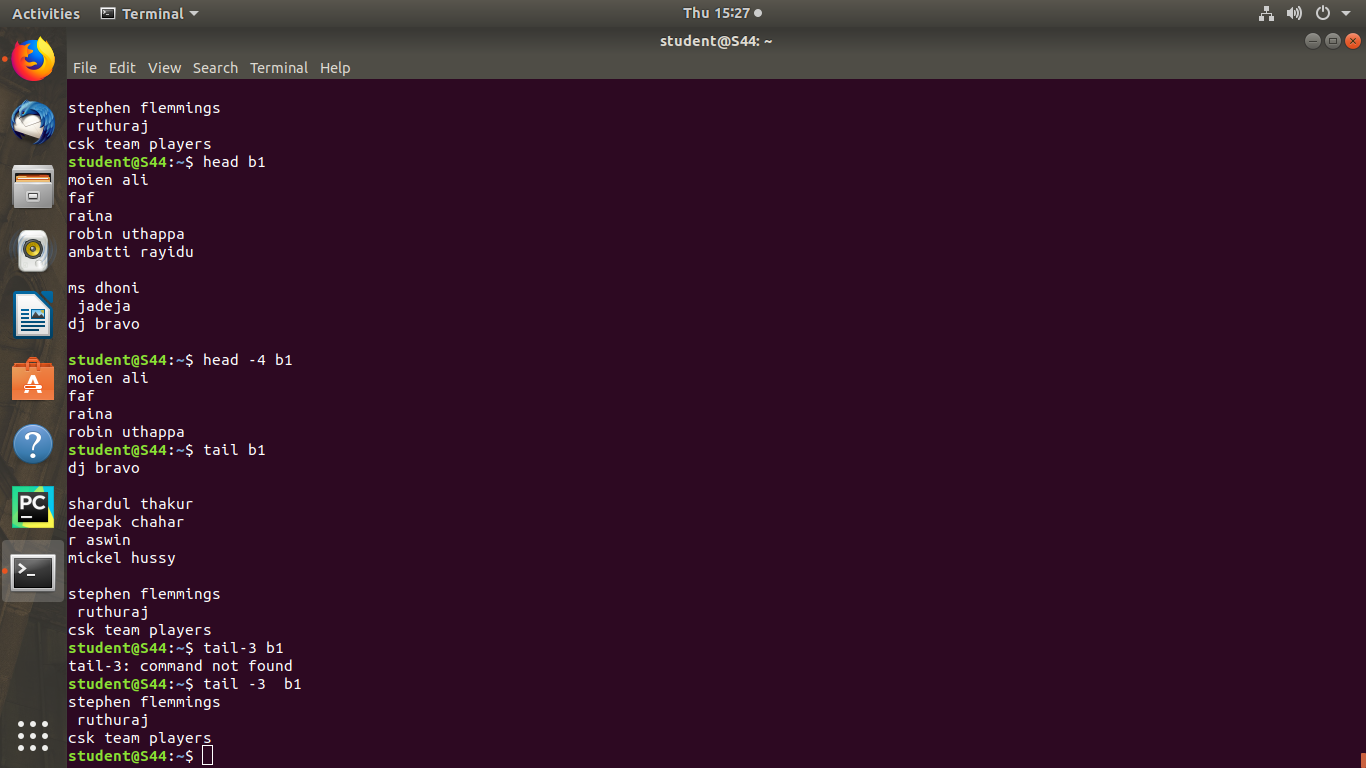 Activities Terminal Thu 15:27
student@S44: ~
File Edit View Search Terminal Help
stephen flemmings
 ruthuraj
csk team players
student@S44:~$ head b1
moien ali
faf
raina
robin uthappa
ambatti rayidu

ms dhoni
 jadeja
dj bravo

student@S44:~$ head -4 b1
moien ali
faf
raina
robin uthappa
student@S44:~$ tail b1
dj bravo

shardul thakur
deepak chahar
r aswin
mickel hussy

stephen flemmings
 ruthuraj
csk team players
student@S44:~$ tail-3 b1
tail-3: command not found
student@S44:~$ tail -3  b1
stephen flemmings
 ruthuraj
csk team players
student@S44:~$
PC